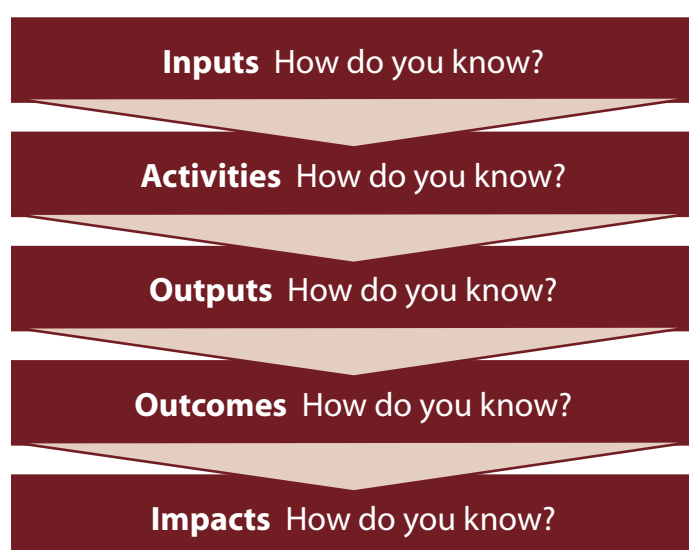 Inputs How do you know?
Activities How do you know?
Outputs How do you know?
Outcomes How do you know?
Impacts How do you know?